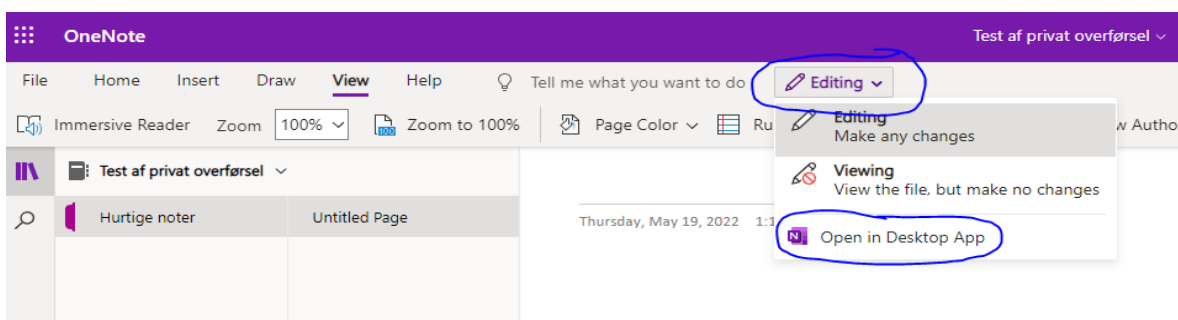 OneNote
Test af privat overførsel
File Home Insert Draw View Help Tell me what you want to do Editing
Immersive Reader Zoom 100% 100 Zoom to 100% Page Color
Editing
Make any changes
Test af privat overførsel
Viewing
View the file, but make no changes
Hurtige noter Untitled Page
Thursday, May 19, 2022
N Open in Desktop App